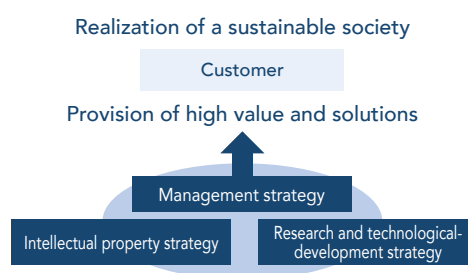 Realization of a sustainable society
Customer
Provision of high value and solutions
Management strategy
Intellectual property strategy
Research and technological-
development strategy